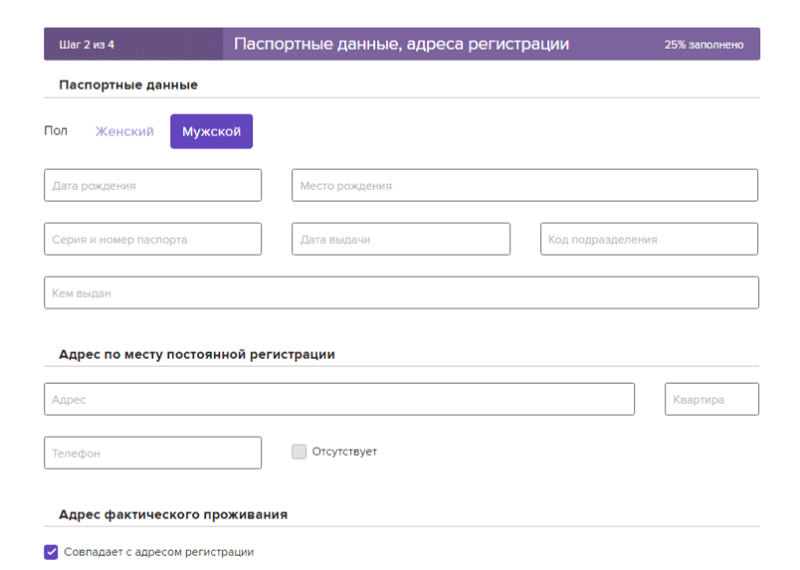 Шаг 2 из 4 Паспортные данные, адреса регистрации 25% заполнено
Паспортные данные
Пол Женский Мужской
Дата рождения Место рождения
Серия и номер паспорта Дата выдачи Код подразделения
Кем выдан
Адрес по месту постоянной регистрации
Адрес Квартира
Телефон Отсутствует
Адрес фактического проживания
Совпадает с адресом регистрации